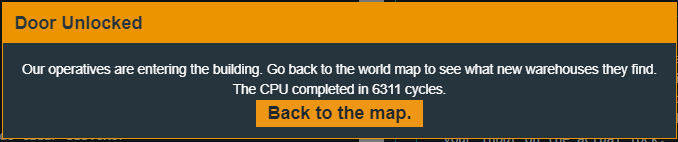 Door Unlocked
Our operatives are entering the building. Go back to the world map to see what new warehouses they find.
The CPU completed in 6311 cycles.
Back to the map.